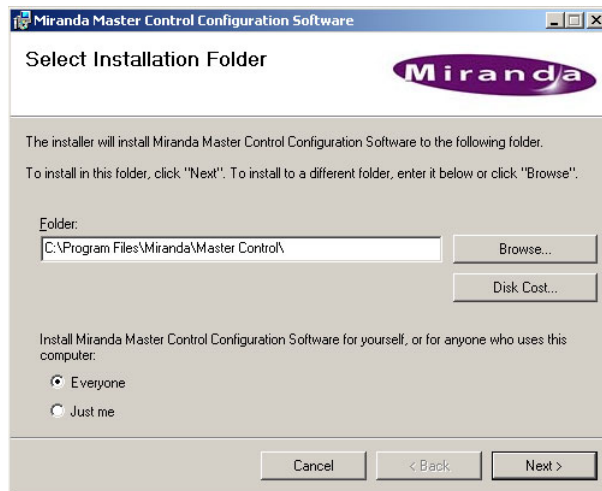 Miranda Master Control Configuration Software
Select Installation Folder
Miranda
The installer will install Miranda Master Control Configuration Software to the following folder.
To install in this folder, click "Next". To install to a different folder, enter it below or click "Browse".
Folder:
C:\Program Files\Miranda\Master Control\
Browse...
Disk Cost...
Install Miranda Master Control Configuration Software for yourself, or for anyone who uses this
computer:
Everyone
Just me
Cancel
< Back
Next >